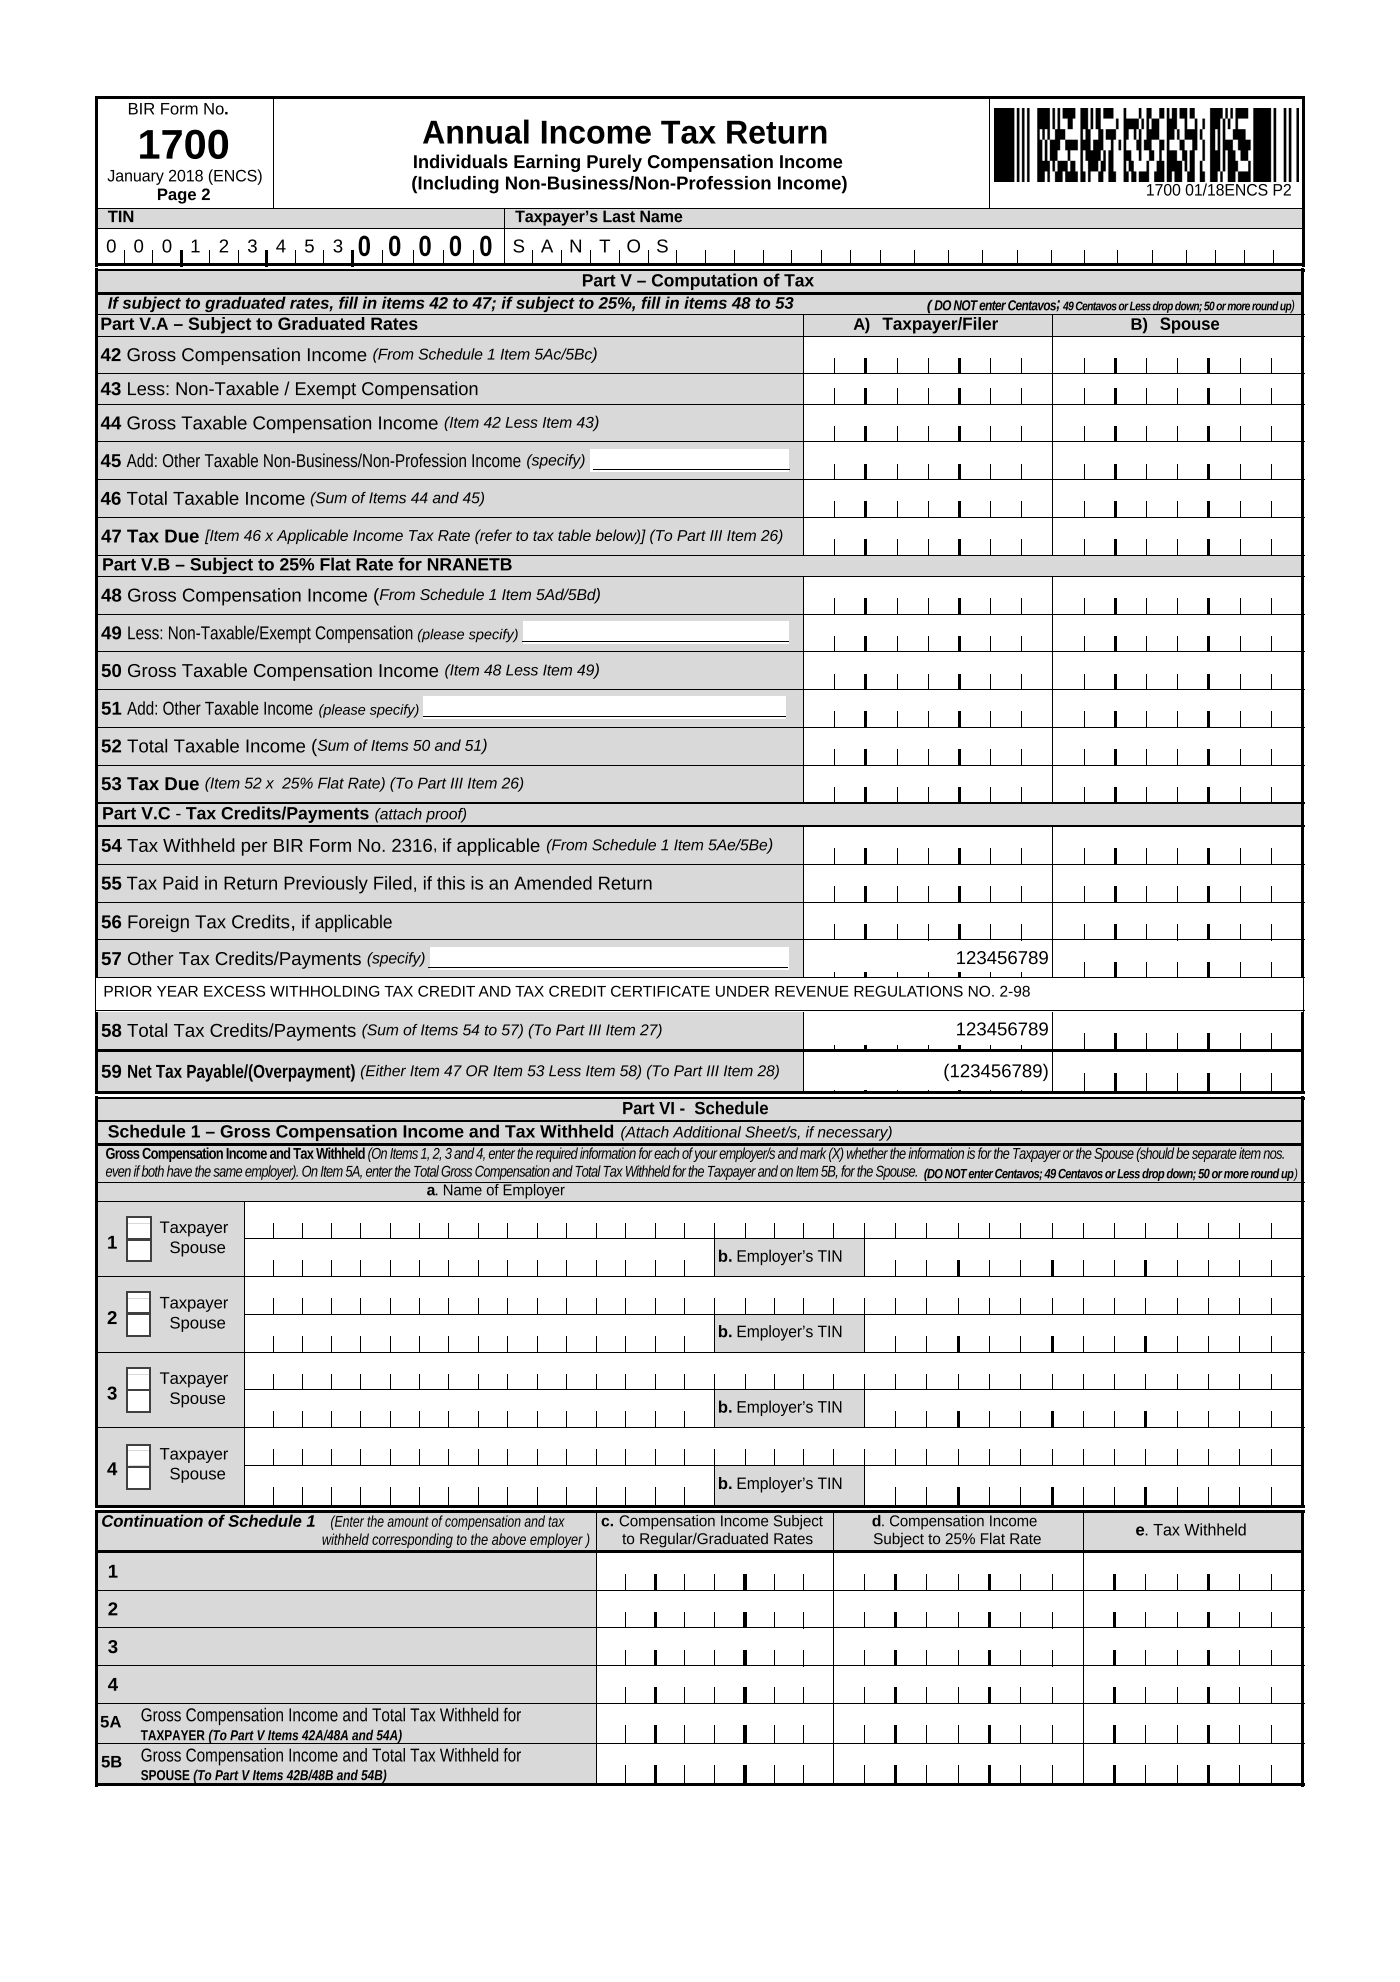 BIR Form No.
1700
January 2018 (ENCS)
Page 2
Annual Income Tax Return
Individuals Earning Purely Compensation Income
(Including Non-Business/Non-Profession Income)
1700 01/18ENCS P2
TIN
Taxpayer’s Last Name
0 0 0 1 2 3 4 5 3 0 0 0 0 0
S A N T O S
Part V – Computation of Tax
If subject to graduated rates, fill in items 42 to 47; if subject to 25%, fill in items 48 to 53
( DO NOT enter Centavos; 49 Centavos or Less drop down; 50 or more round up)
Part V.A – Subject to Graduated Rates
A) Taxpayer/Filer
B) Spouse
42 Gross Compensation Income (From Schedule 1 Item 5Ac/5Bc)
43 Less: Non-Taxable / Exempt Compensation
44 Gross Taxable Compensation Income (Item 42 Less Item 43)
45 Add: Other Taxable Non-Business/Non-Profession Income (specify)
46 Total Taxable Income (Sum of Items 44 and 45)
47 Tax Due [Item 46 x Applicable Income Tax Rate (refer to tax table below)] (To Part III Item 26)
Part V.B – Subject to 25% Flat Rate for NRANETB
48 Gross Compensation Income (From Schedule 1 Item 5Ad/5Bd)
49 Less: Non-Taxable/Exempt Compensation (please specify)
50 Gross Taxable Compensation Income (Item 48 Less Item 49)
51 Add: Other Taxable Income (please specify)
52 Total Taxable Income (Sum of Items 50 and 51)
53 Tax Due (Item 52 x 25% Flat Rate) (To Part III Item 26)
Part V.C - Tax Credits/Payments (attach proof)
54 Tax Withheld per BIR Form No. 2316, if applicable (From Schedule 1 Item 5Ae/5Be)
55 Tax Paid in Return Previously Filed, if this is an Amended Return
56 Foreign Tax Credits, if applicable
57 Other Tax Credits/Payments (specify)
123456789
PRIOR YEAR EXCESS WITHHOLDING TAX CREDIT AND TAX CREDIT CERTIFICATE UNDER REVENUE REGULATIONS NO. 2-98
58 Total Tax Credits/Payments (Sum of Items 54 to 57) (To Part III Item 27)
123456789
59 Net Tax Payable/(Overpayment) (Either Item 47 OR Item 53 Less Item 58) (To Part III Item 28)
(123456789)
Part VI - Schedule
Schedule 1 – Gross Compensation Income and Tax Withheld (Attach Additional Sheet/s, if necessary)
Gross Compensation Income and Tax Withheld (On Items 1, 2, 3 and 4, enter the required information for each of your employer/s and mark (X) whether the information is for the Taxpayer or the Spouse (should be separate item nos.
even if both have the same employer). On Item 5A, enter the Total Gross Compensation and Total Tax Withheld for the Taxpayer and on Item 5B, for the Spouse. (DO NOT enter Centavos; 49 Centavos or Less drop down; 50 or more round up)
a. Name of Employer
1
Taxpayer
Spouse
b. Employer’s TIN
2
Taxpayer
Spouse
b. Employer’s TIN
3
Taxpayer
Spouse
b. Employer’s TIN
4
Taxpayer
Spouse
b. Employer’s TIN
Continuation of Schedule 1 (Enter the amount of compensation and tax
withheld corresponding to the above employer )
c. Compensation Income Subject
to Regular/Graduated Rates
d. Compensation Income
Subject to 25% Flat Rate
e. Tax Withheld
1
2
3
4
5A
Gross Compensation Income and Total Tax Withheld for
TAXPAYER (To Part V Items 42A/48A and 54A)
5B
Gross Compensation Income and Total Tax Withheld for
SPOUSE (To Part V Items 42B/48B and 54B)